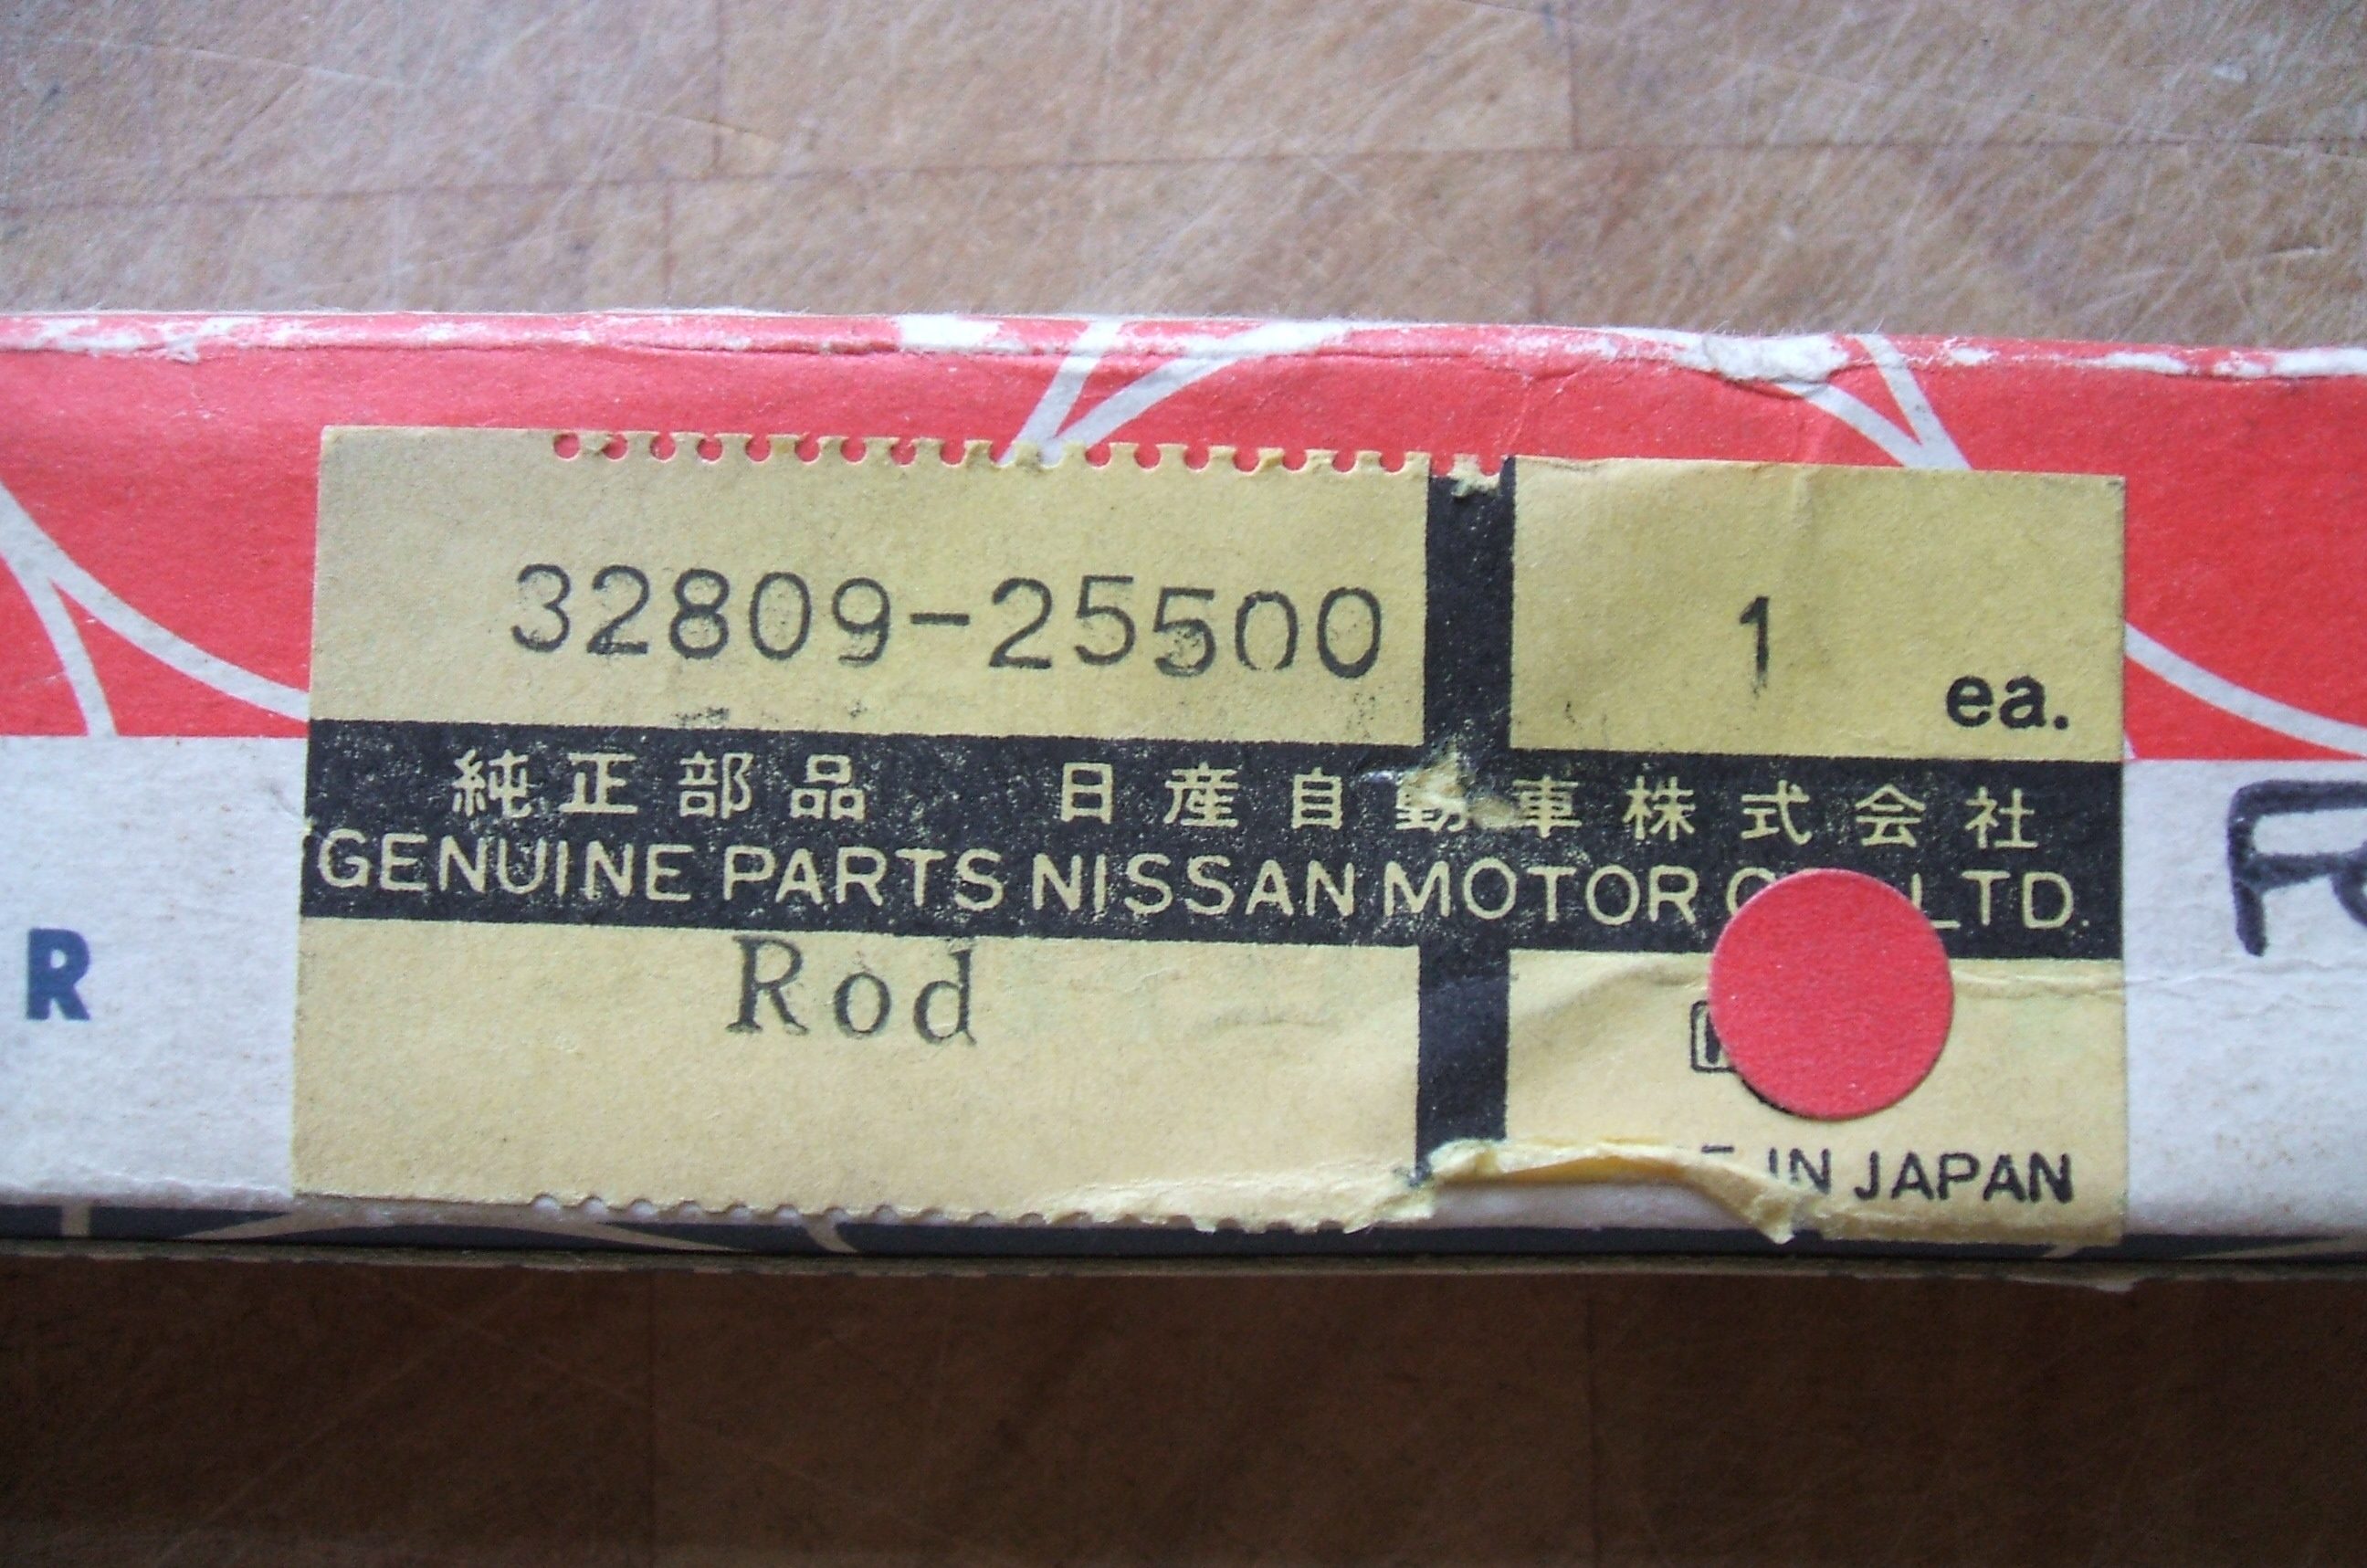 32809-25500
1 ea.
純正部品 日産自動車株式会社
GENUINE PARTS NISSAN MOTOR LTD.
R
Rod
IN JAPAN